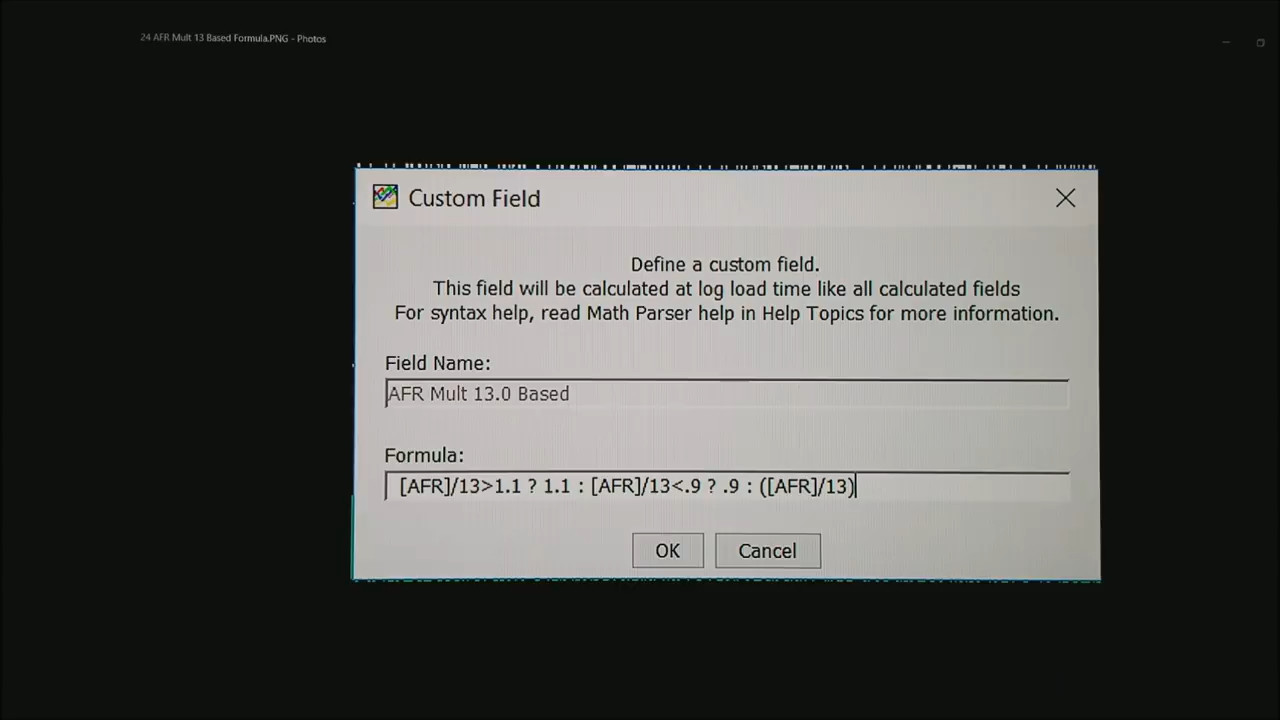 24 AFR Mult 13 Based Formula.PNG - Photos
Custom Field
Define a custom field.
This field will be calculated at log load time like all calculated fields
For syntax help, read Math Parser help in Help Topics for more information.
Field Name:
AFR Mult 13.0 Based
Formula:
[AFR]/13>1.1 ? 1.1 : [AFR]/13<.9 ? .9 : ([AFR]/13)
OK
Cancel